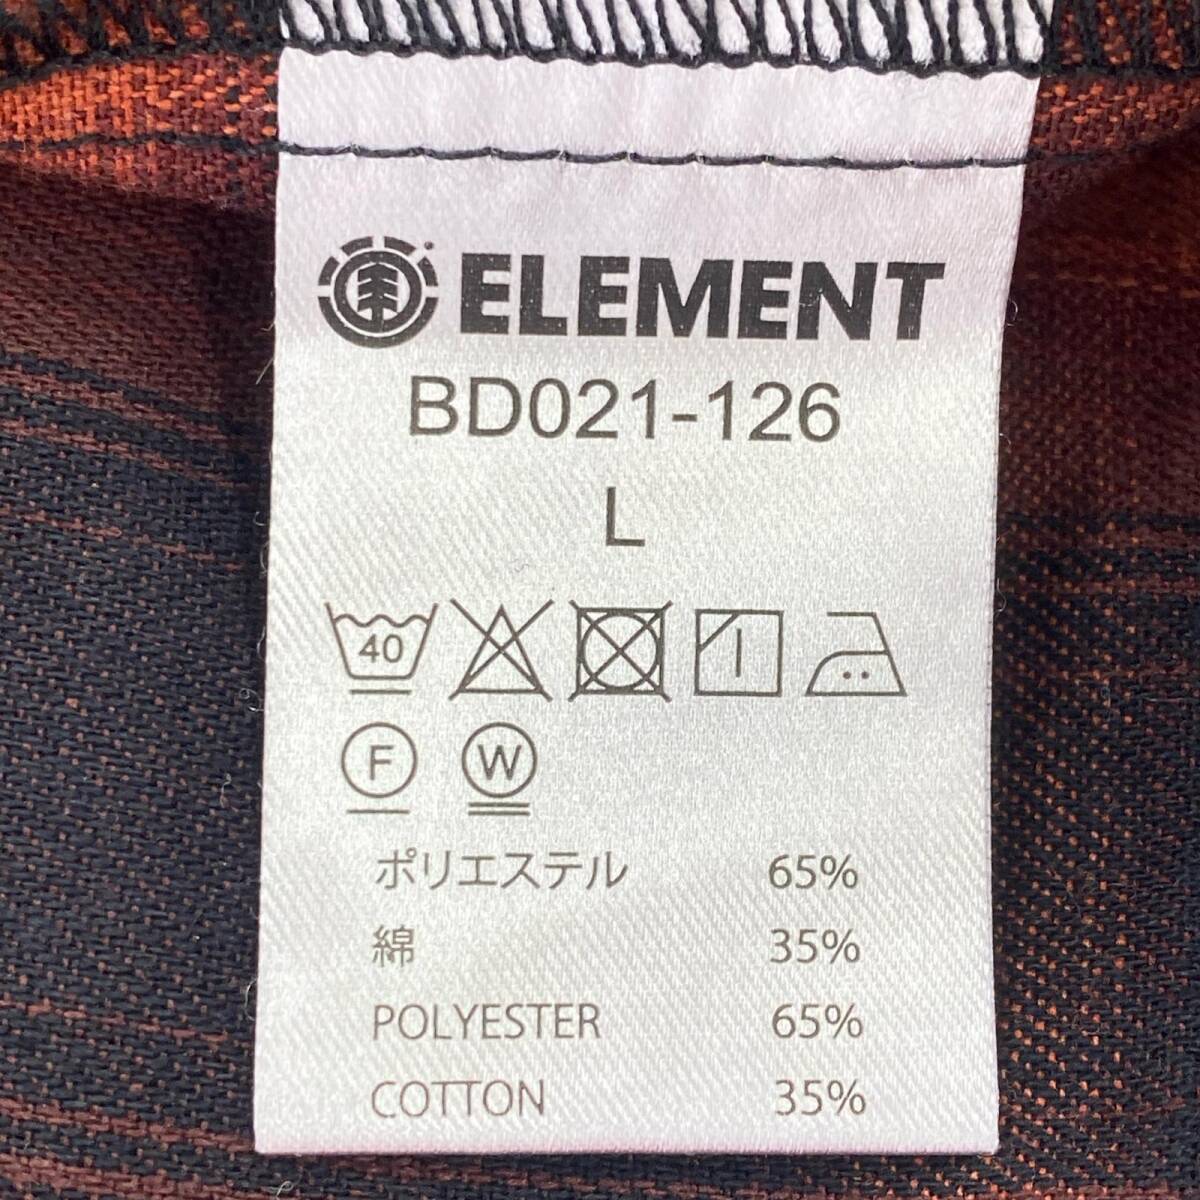 ELEMENT
BD021-126
L
40
F W
ポリエステル 65%
綿 35%
POLYESTER 65%
COTTON 35%